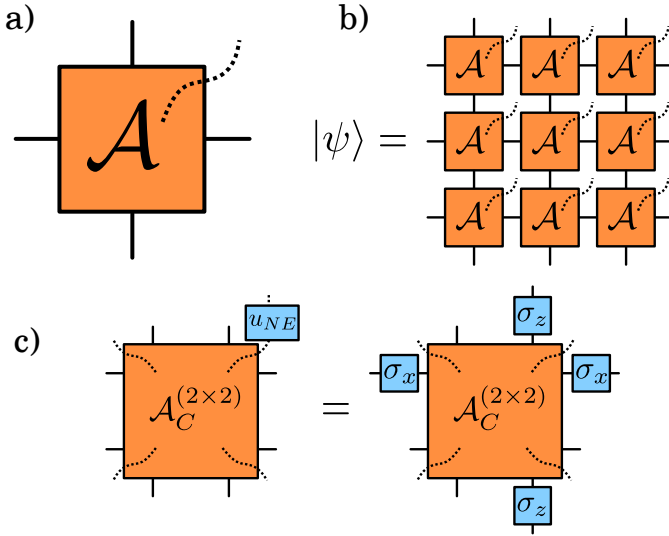 a)
𝒜
b)
|ψ⟩ =
𝒜 𝒜 𝒜
𝒜 𝒜 𝒜
𝒜 𝒜 𝒜
c)
u_{NE}
𝒜_C^{(2×2)}
=
σ_z
σ_x
𝒜_C^{(2×2)}
σ_x
σ_z